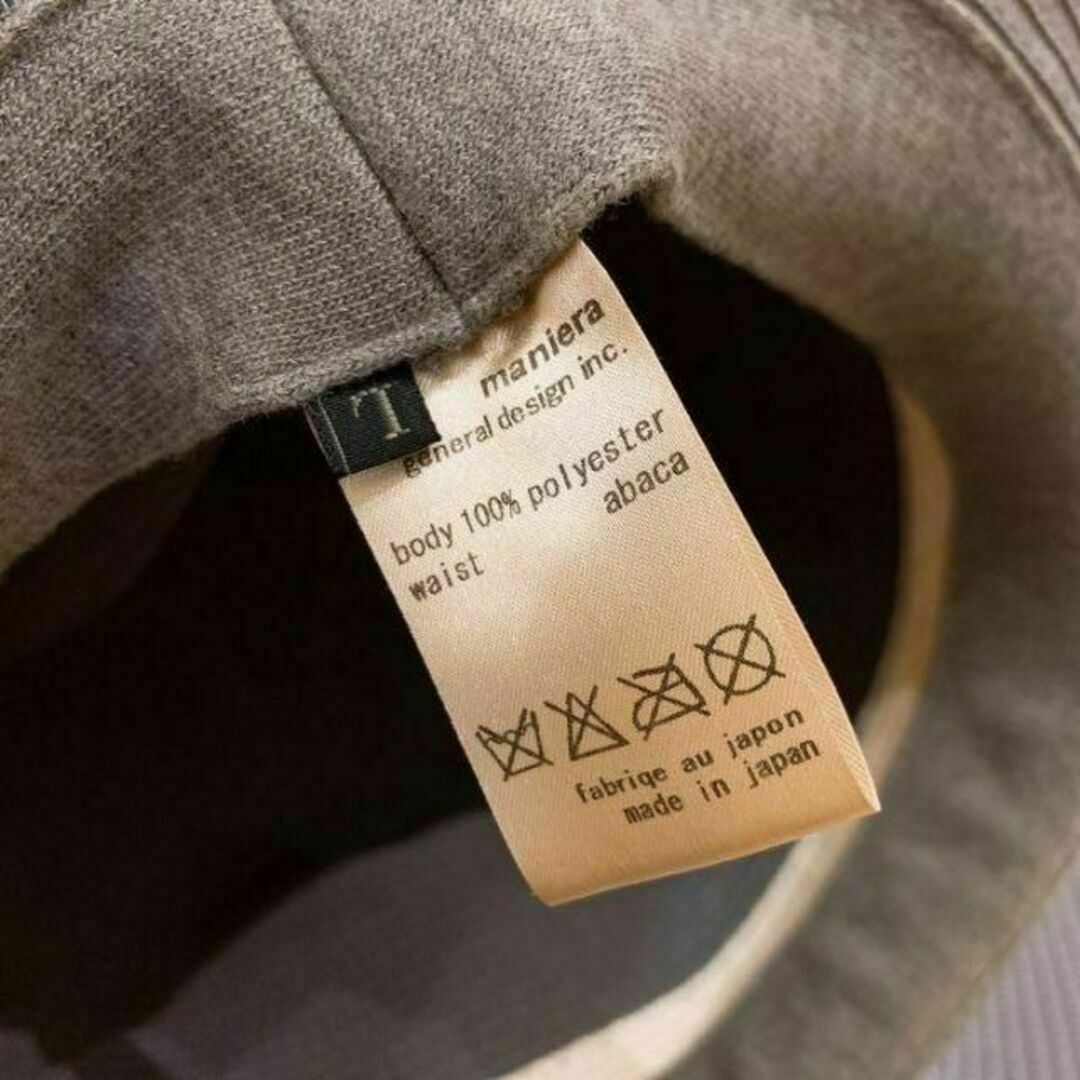 maniera
general design inc.
L
body 100% polyester
waist abaca
fabriqe au japon
made in japan